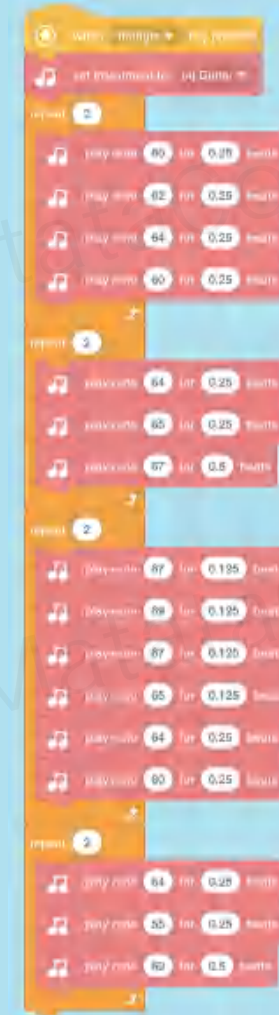 set instrument to (4) Guitar
repeat 2
play note 60 for 0.25 beats
play note 62 for 0.25 beats
play note 64 for 0.25 beats
play note 60 for 0.25 beats
repeat 2
play note 64 for 0.25 beats
play note 65 for 0.25 beats
play note 67 for 0.5 beats
repeat 2
play note 67 for 0.125 beats
play note 69 for 0.125 beats
play note 67 for 0.125 beats
play note 65 for 0.125 beats
play note 64 for 0.25 beats
play note 60 for 0.25 beats
repeat 2
play note 64 for 0.25 beats
play note 55 for 0.25 beats
play note 60 for 0.5 beats